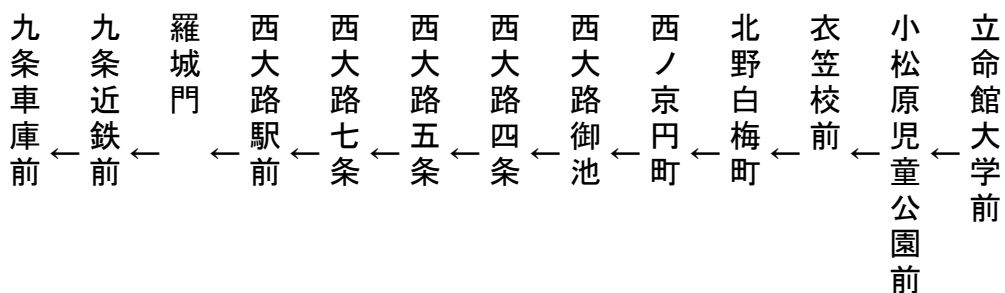 立命館大学前
←
小松原児童公園前
←
衣笠校前
←
北野白梅町
←
西ノ京円町
←
西大路御池
←
西大路四条
←
西大路五条
←
西大路七条
←
西大路駅前
←
羅城門
←
九条近鉄前
←
九条車庫前